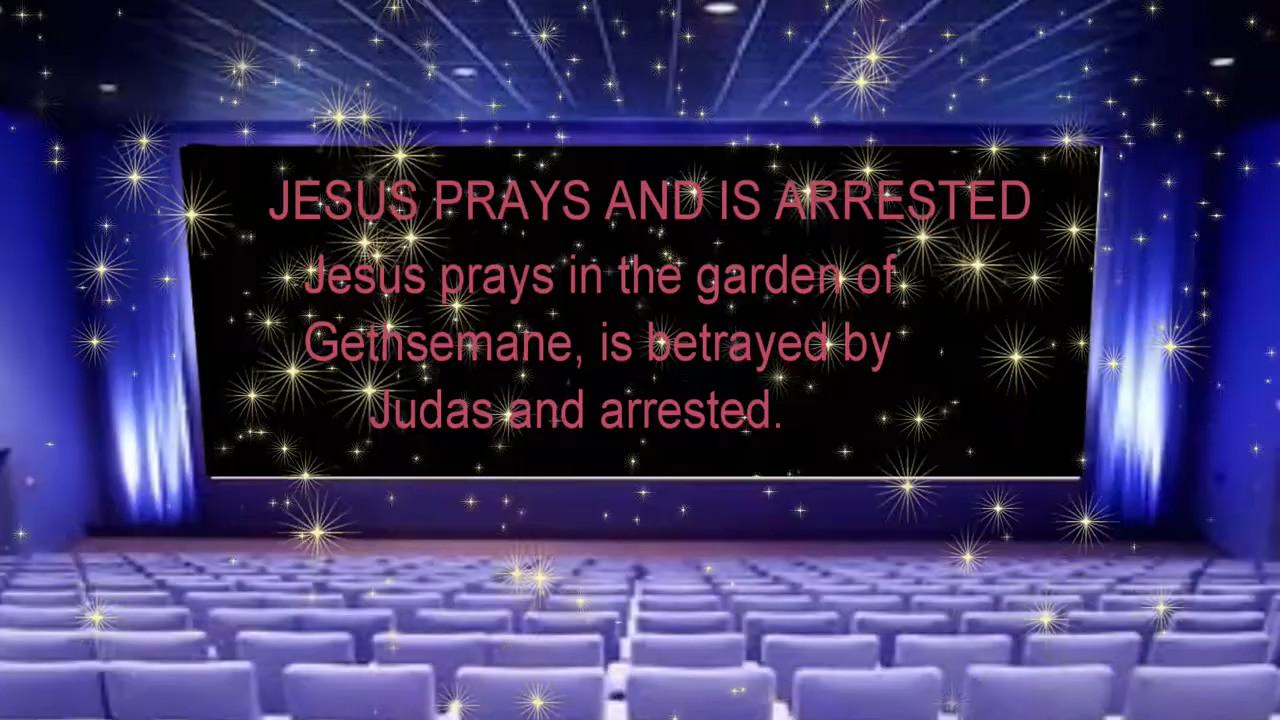 JESUS PRAYS AND IS ARRESTED
Jesus prays in the garden of
Gethsemane, is betrayed by
Judas and arrested.